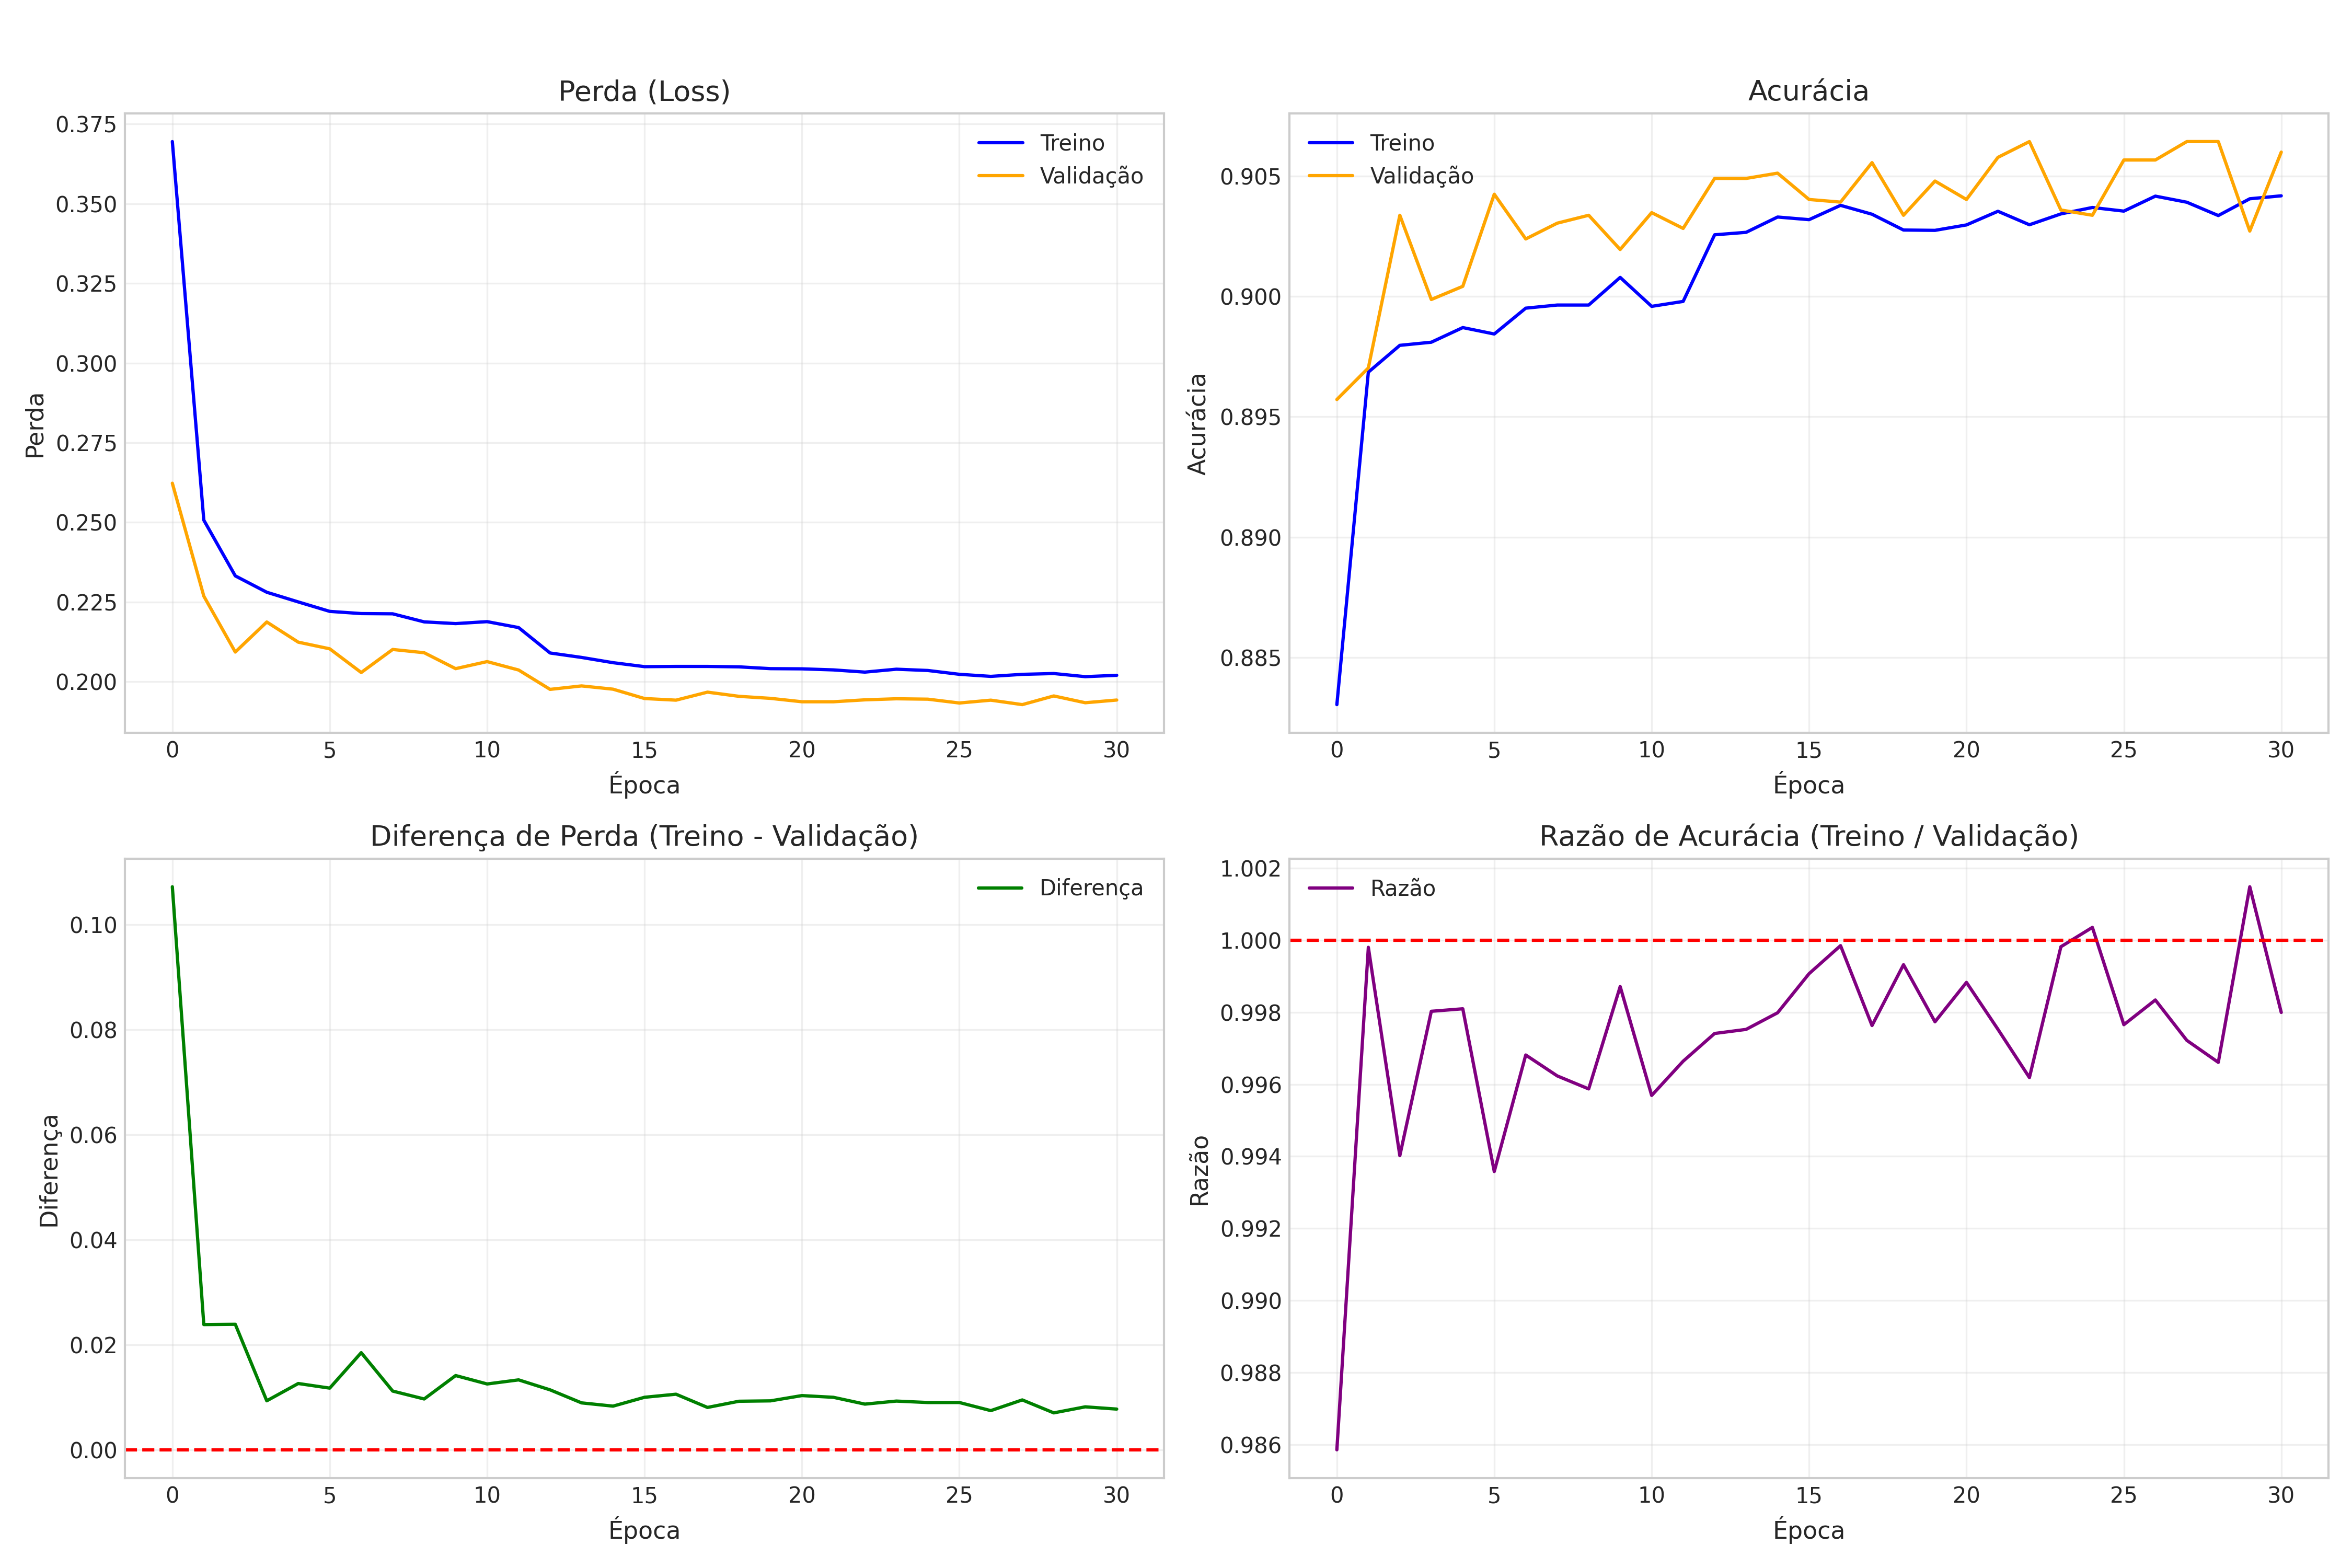 Perda (Loss)
0.375
0.350
0.325
0.300
0.275
0.250
0.225
0.200
Perda
Treino
Validação
0 5 10 15 20 25 30
Época
Acurácia
0.905
0.900
0.895
0.890
0.885
Acurácia
Treino
Validação
0 5 10 15 20 25 30
Época
Diferença de Perda (Treino - Validação)
0.10
0.08
0.06
0.04
0.02
0.00
Diferença
Diferença
0 5 10 15 20 25 30
Época
Razão de Acurácia (Treino / Validação)
1.002
1.000
0.998
0.996
0.994
0.992
0.990
0.988
0.986
Razão
Razão
0 5 10 15 20 25 30
Época